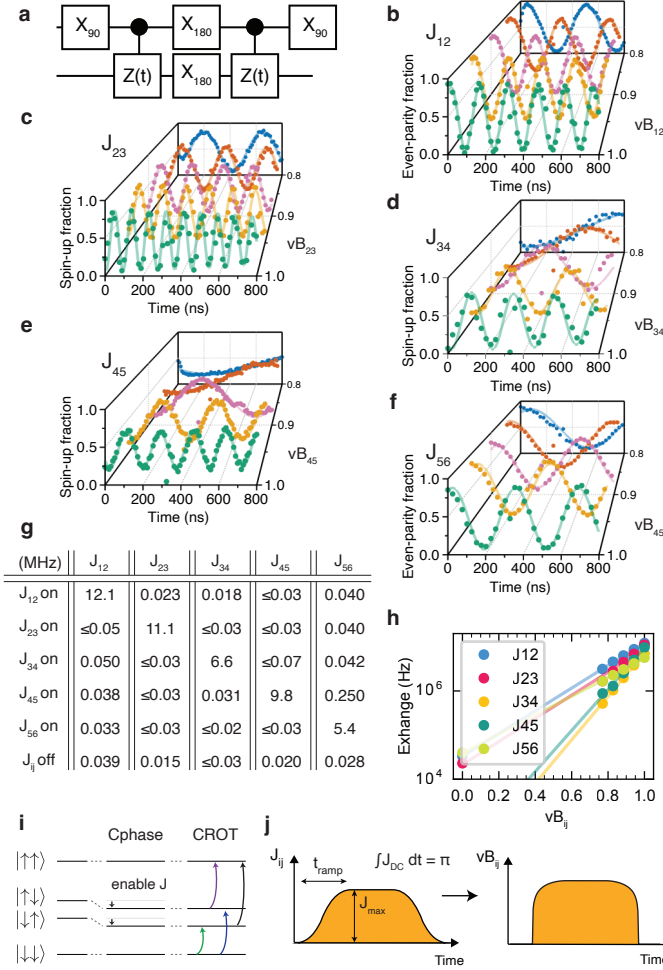 a
X90 X180 X90
Z(t) X180 Z(t)
b
J12
Even-parity fraction
1.0
0.5
0.0
0 200 400 600 800
Time (ns)
0.8
0.9
1.0
vB12
c
J23
Spin-up fraction
1.0
0.5
0.0
0 200 400 600 800
Time (ns)
0.8
0.9
1.0
vB23
d
J34
Spin-up fraction
1.0
0.5
0.0
0 200 400 600 800
Time (ns)
0.8
0.9
1.0
vB34
e
J45
Spin-up fraction
1.0
0.5
0.0
0 200 400 600 800
Time (ns)
0.8
0.9
1.0
vB45
f
J56
Even-parity fraction
1.0
0.5
0.0
0 200 400 600 800
Time (ns)
0.8
0.9
1.0
vB45
g
(MHz) J12 J23 J34 J45 J56
J12 on 12.1 0.023 0.018 ≤0.03 0.040
J23 on ≤0.05 11.1 ≤0.03 ≤0.03 0.040
J34 on 0.050 ≤0.03 6.6 ≤0.07 0.042
J45 on 0.038 ≤0.03 0.031 9.8 0.250
J56 on 0.033 ≤0.03 ≤0.02 ≤0.03 5.4
Jij off 0.039 0.015 ≤0.03 0.020 0.028
h
Exhange (Hz)
10^6
10^4
J12
J23
J34
J45
J56
0.0 0.2 0.4 0.6 0.8 1.0
vBij
i
Cphase CROT
|↑↑⟩
enable J
|↑↓⟩
|↓↑⟩
|↓↓⟩
j
Jij
tramp
∫JDC dt = π
Jmax
Time
vBij
Time